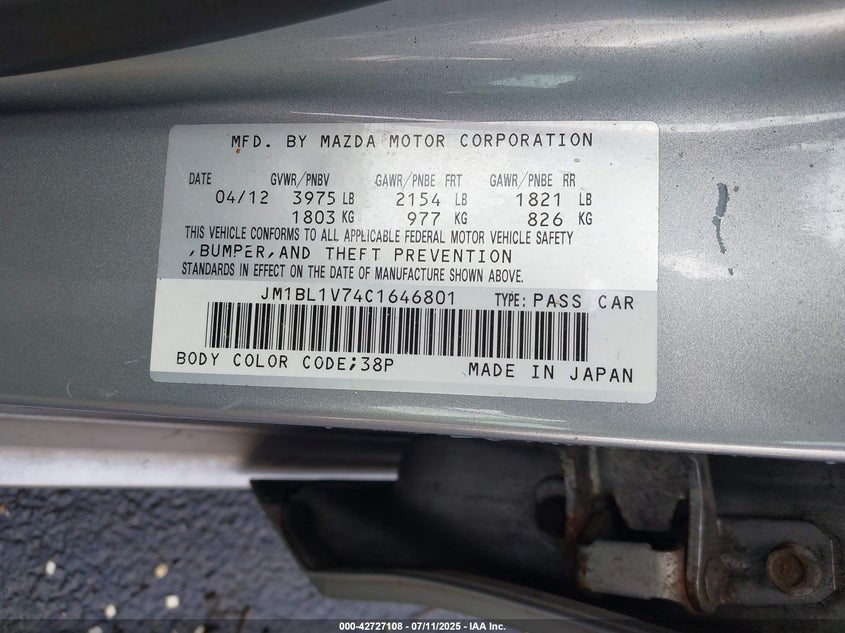 MFD. BY MAZDA MOTOR CORPORATION
DATE GVWR/PNBV GAWR/PNBE FRT GAWR/PNBE RR
04/12 3975 LB 2154 LB 1821 LB
1803 KG 977 KG 826 KG
THIS VEHICLE CONFORMS TO ALL APPLICABLE FEDERAL MOTOR VEHICLE SAFETY
,BUMPER,AND THEFT PREVENTION
STANDARDS IN EFFECT ON THE DATE OF MANUFACTURE SHOWN ABOVE.
JM1BL1V74C1646801 TYPE: PASS CAR
BODY COLOR CODE;38P MADE IN JAPAN
000-42727108 - 07/11/2025 - IAA Inc.